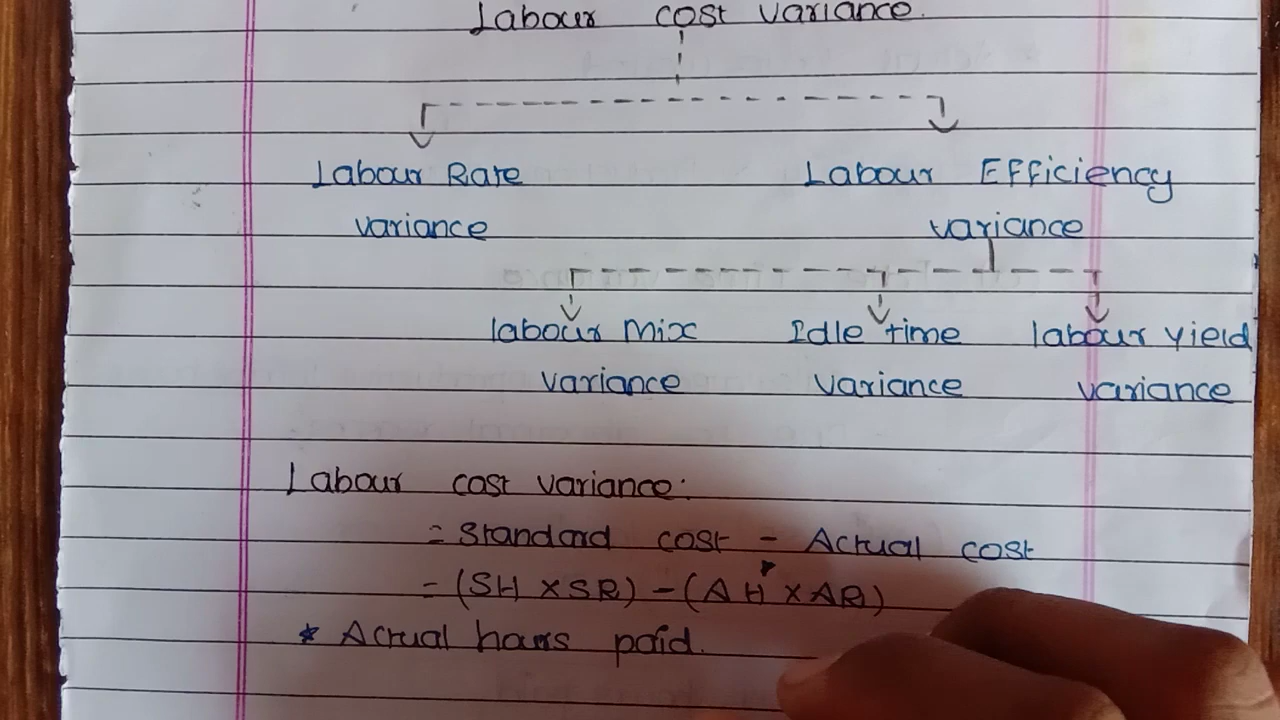 Labour cost variance.
Labour Rate Labour Efficiency
variance variance
labour Mix Idle time labour yield
variance variance variance
Labour cost variance:
= Standard cost - Actual cost
= (SH × SR) - (AH* × AR)
* Actual hours paid.